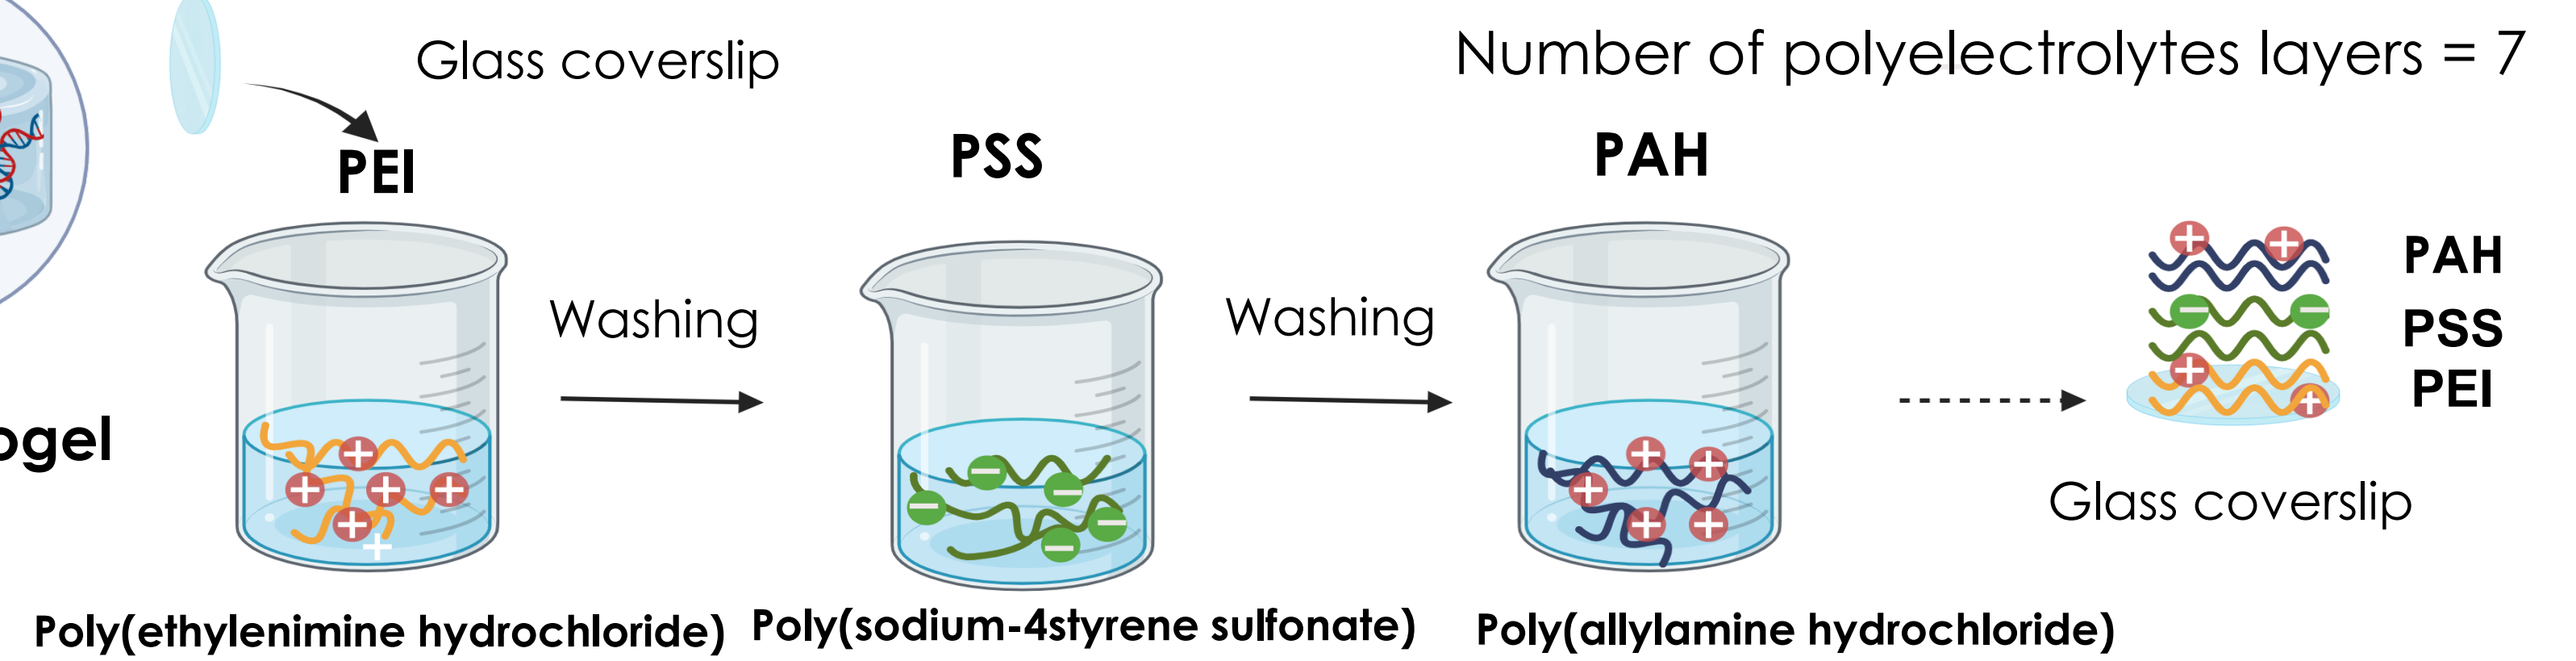 Glass coverslip
Number of polyelectrolytes layers = 7
PEI
PSS
PAH
Washing
Washing
PAH
PSS
PEI
ogel
Glass coverslip
Poly(ethylenimine hydrochloride)
Poly(sodium-4styrene sulfonate)
Poly(allylamine hydrochloride)